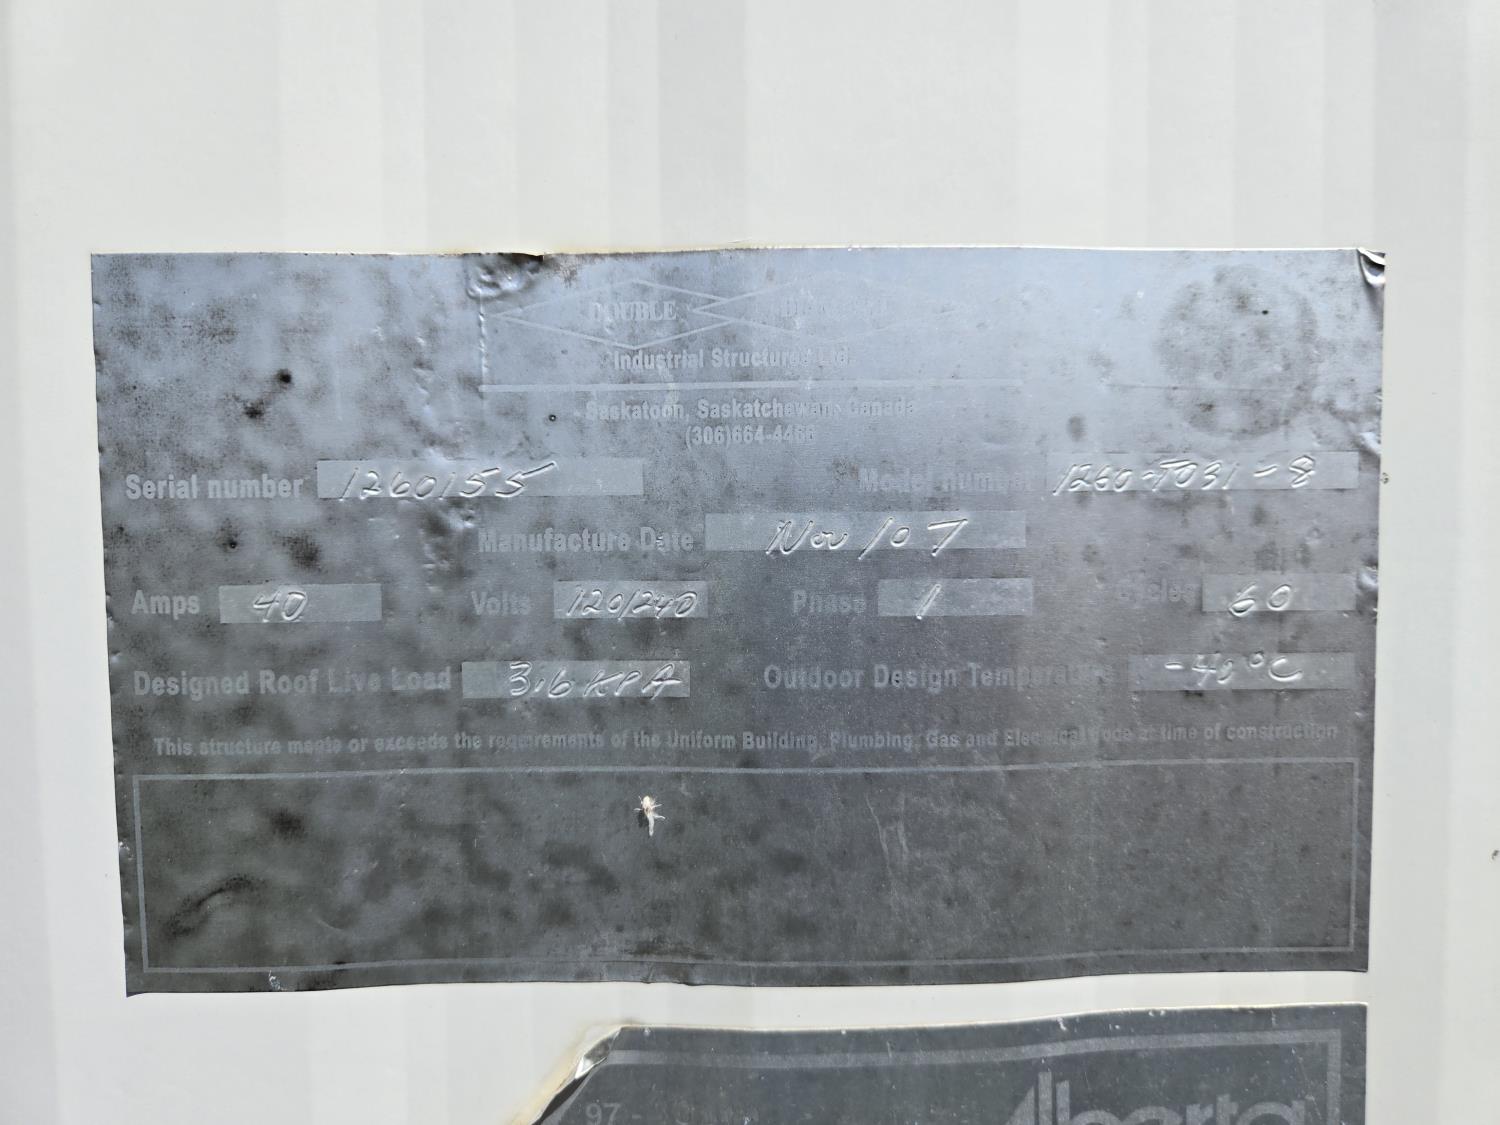 DOUBLE DIAMOND
Industrial Structures Ltd.
Saskatoon, Saskatchewan, Canada
(306)664-4466
Serial number 1260155 Model number 1260-T031-8
Manufacture Date Nov/07
Amps 40 Volts 120/240 Phase 1 Cycles 60
Designed Roof Live Load 3.6 KPA Outdoor Design Temperature -40°C
This structure meets or exceeds the requirements of the Uniform Building, Plumbing, Gas and Electrical Code at time of construction
97 -
Alberta